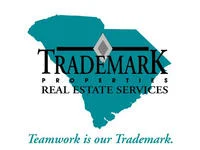 TRADEMARK
PROPERTIES
REAL ESTATE SERVICES
Teamwork is our Trademark.